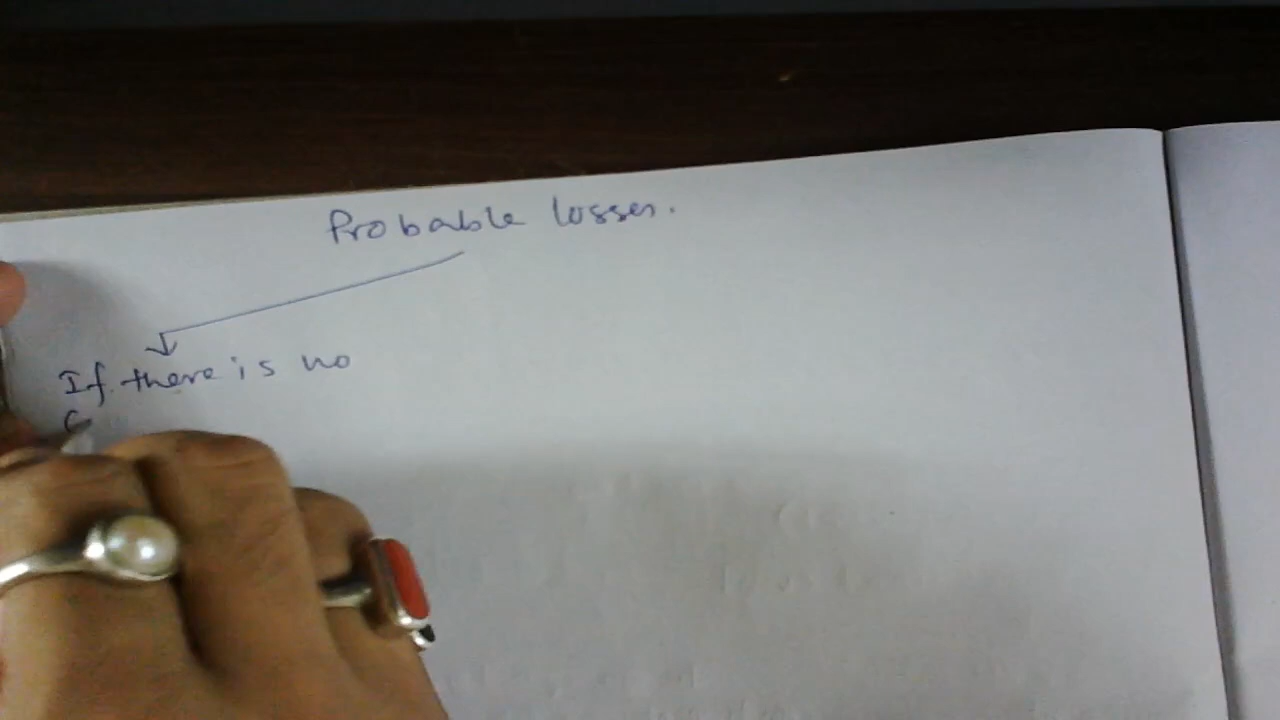 Probable losses.
If there is no